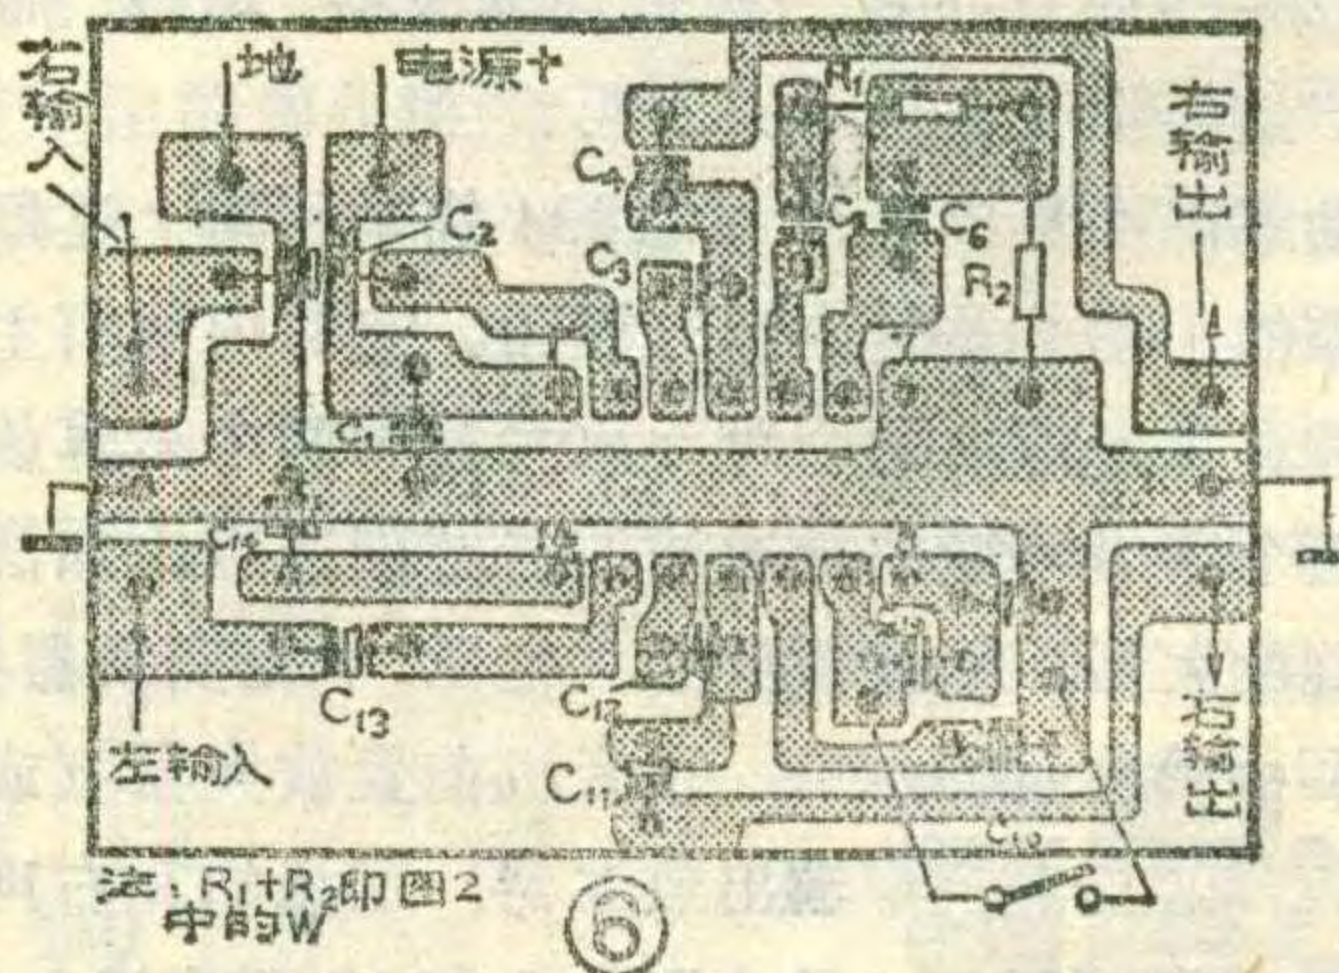 右输入
地
电源+
C₂
C₄
C₃
R₁
C₅
C₆
R₂
右输出
C₁
C₁₄
C₁₃
C₁₂
C₁₁
C₁₀
左输入
右输出
注：R₁+R₂即图2
中的W
⑥